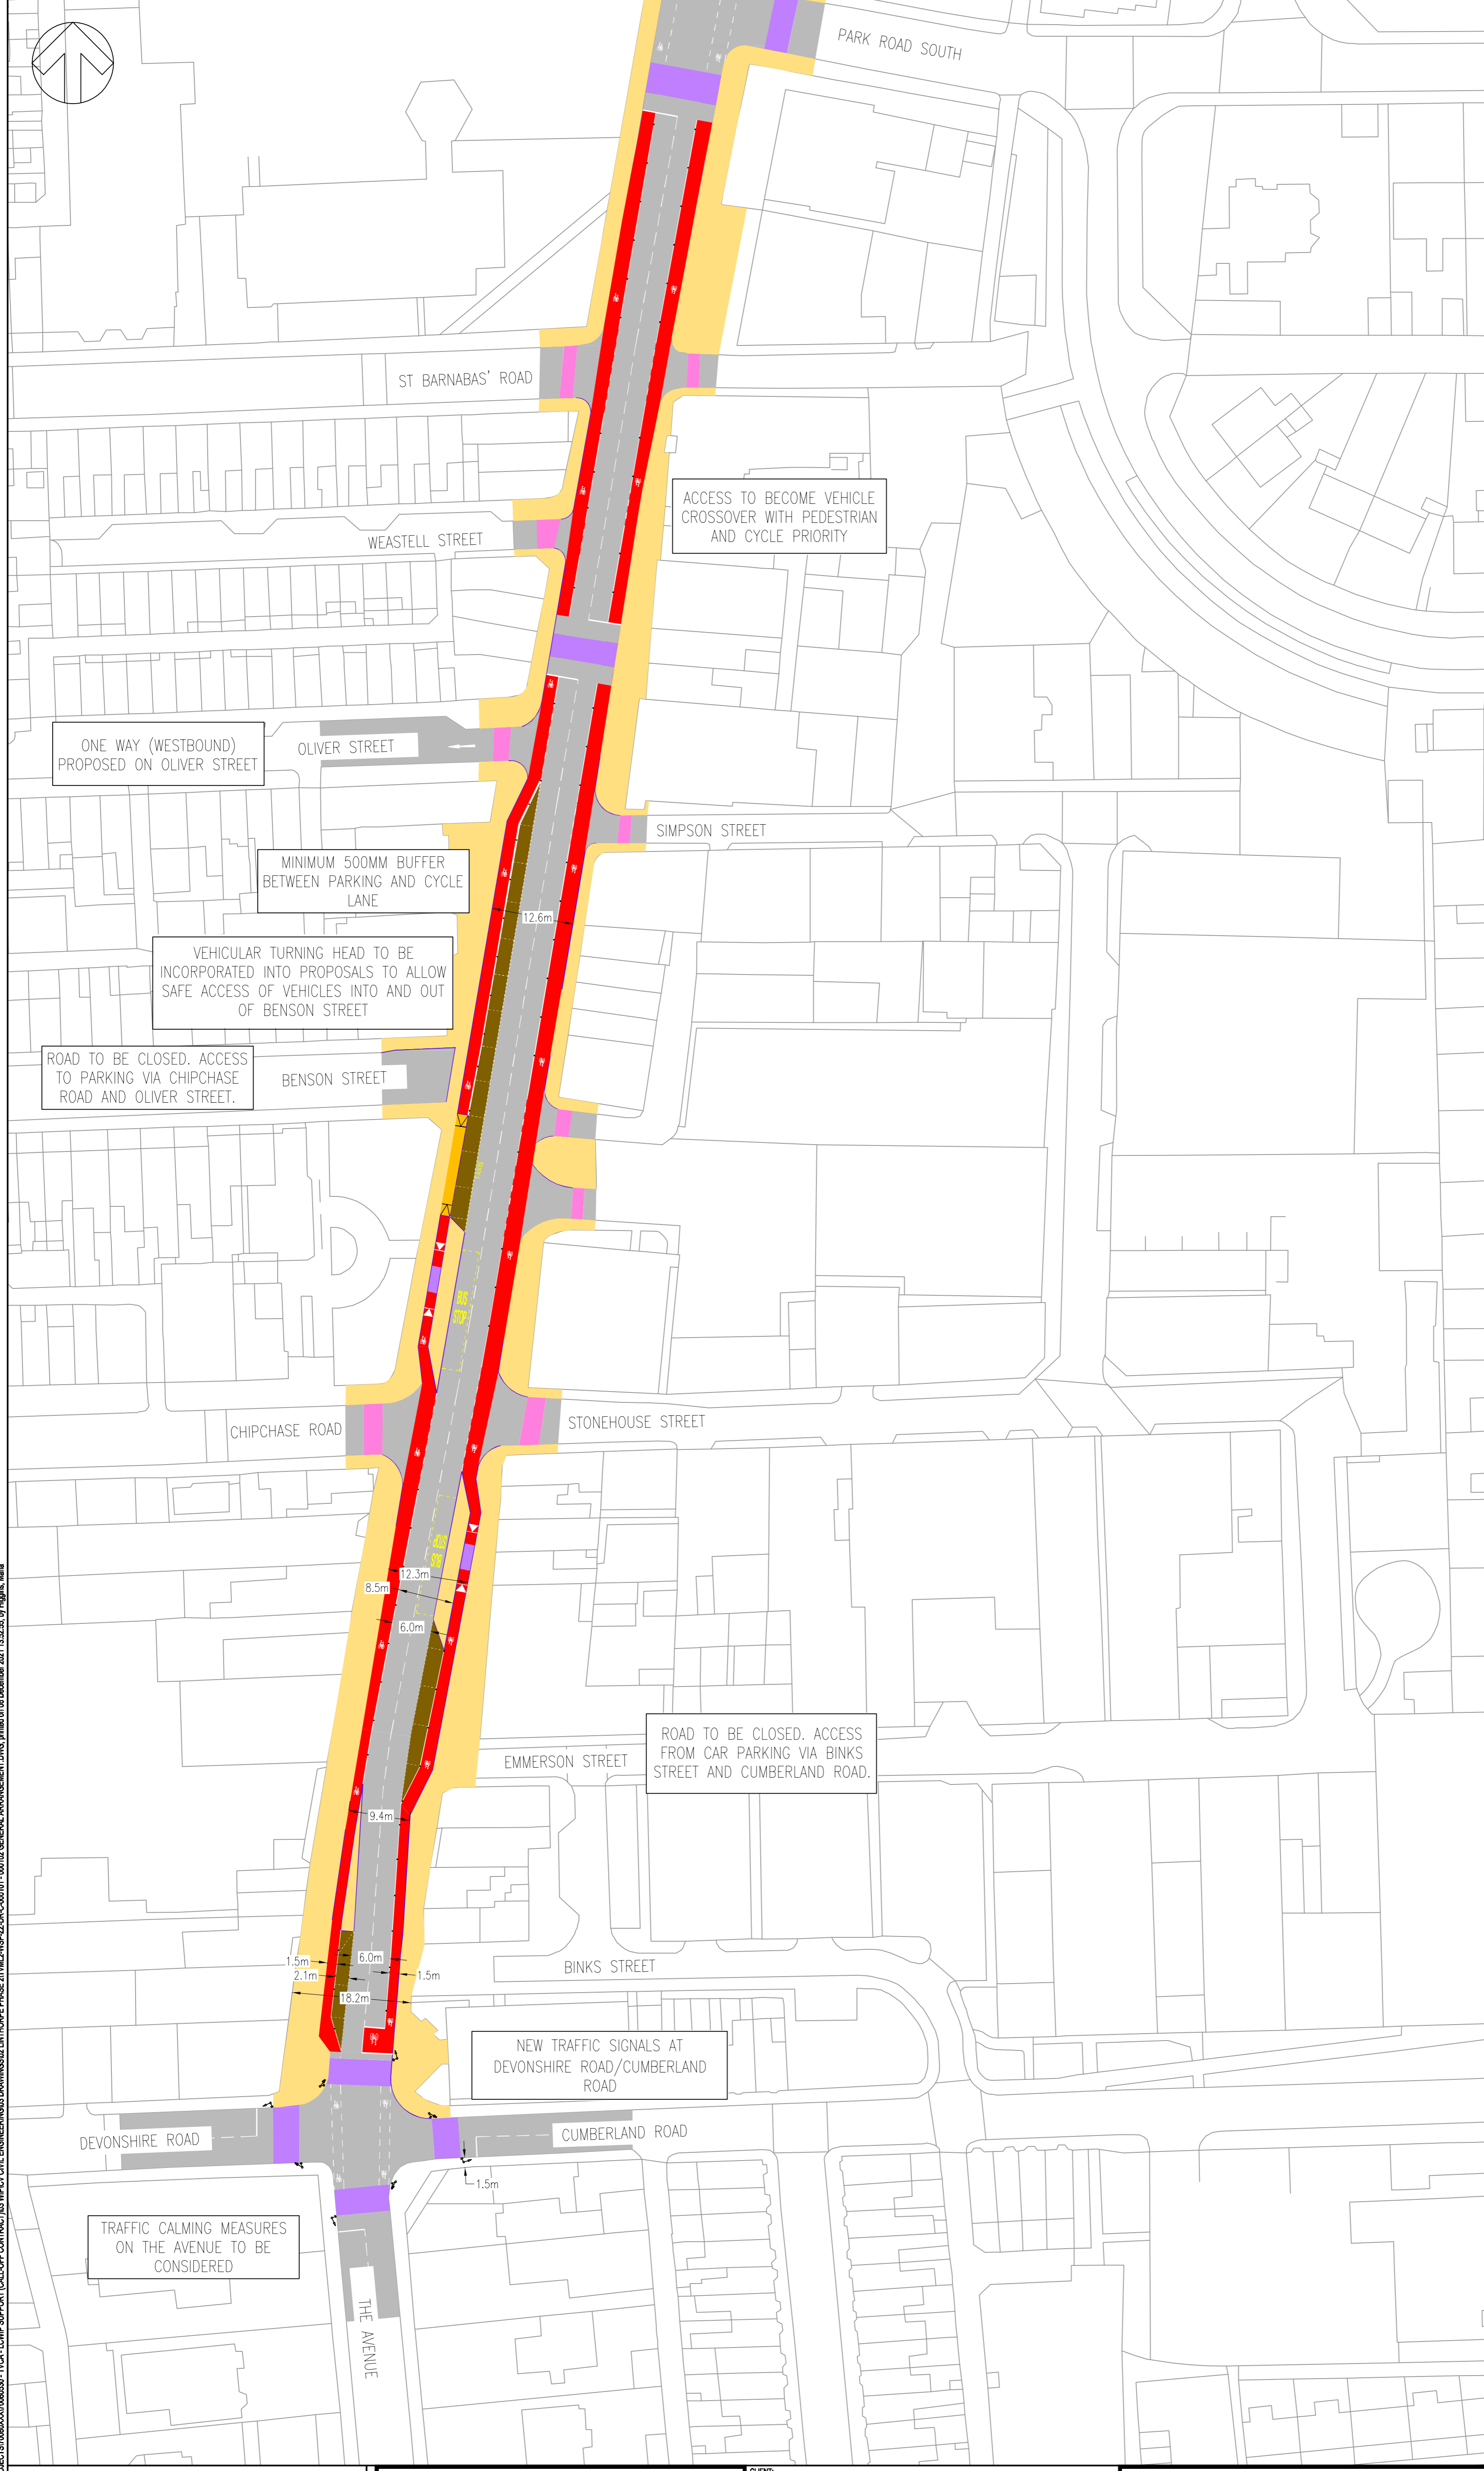 PARK ROAD SOUTH
ST BARNABAS' ROAD
ACCESS TO BECOME VEHICLE
CROSSOVER WITH PEDESTRIAN
AND CYCLE PRIORITY
WEASTELL STREET
ONE WAY (WESTBOUND)
PROPOSED ON OLIVER STREET
OLIVER STREET
SIMPSON STREET
MINIMUM 500MM BUFFER
BETWEEN PARKING AND CYCLE
LANE
12.6m
VEHICULAR TURNING HEAD TO BE
INCORPORATED INTO PROPOSALS TO ALLOW
SAFE ACCESS OF VEHICLES INTO AND OUT
OF BENSON STREET
ROAD TO BE CLOSED. ACCESS
TO PARKING VIA CHIPCHASE
ROAD AND OLIVER STREET.
BENSON STREET
BUS
STOP
CHIPCHASE ROAD
STONEHOUSE STREET
BUS
STOP
12.3m
8.5m
6.0m
EMMERSON STREET
ROAD TO BE CLOSED. ACCESS
FROM CAR PARKING VIA BINKS
STREET AND CUMBERLAND ROAD.
9.4m
1.5m
6.0m
2.1m
1.5m
18.2m
BINKS STREET
NEW TRAFFIC SIGNALS AT
DEVONSHIRE ROAD/CUMBERLAND
ROAD
DEVONSHIRE ROAD
CUMBERLAND ROAD
1.5m
TRAFFIC CALMING MEASURES
ON THE AVENUE TO BE
CONSIDERED
THE AVENUE
CLIENT: